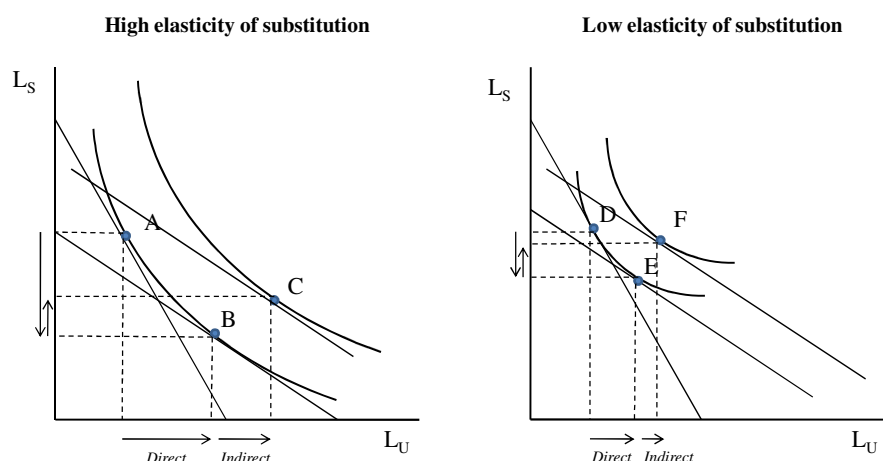 High elasticity of substitution
Low elasticity of substitution
L_S
A
C
B
L_U
Direct Indirect
L_S
D
F
E
L_U
Direct Indirect